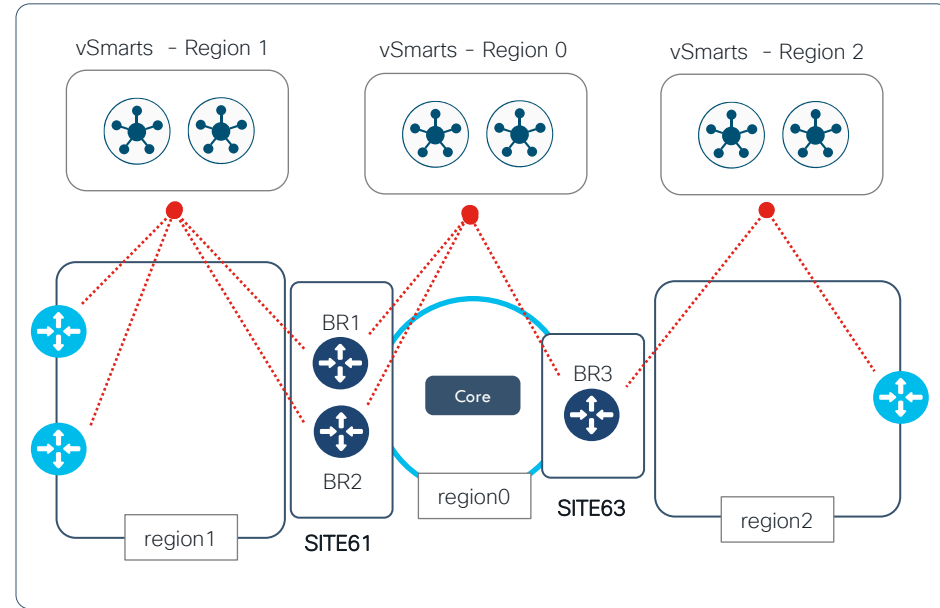 vSmarts - Region 1
vSmarts - Region 0
vSmarts - Region 2
BR1
BR2
Core
BR3
region0
SITE63
region2
region1
SITE61